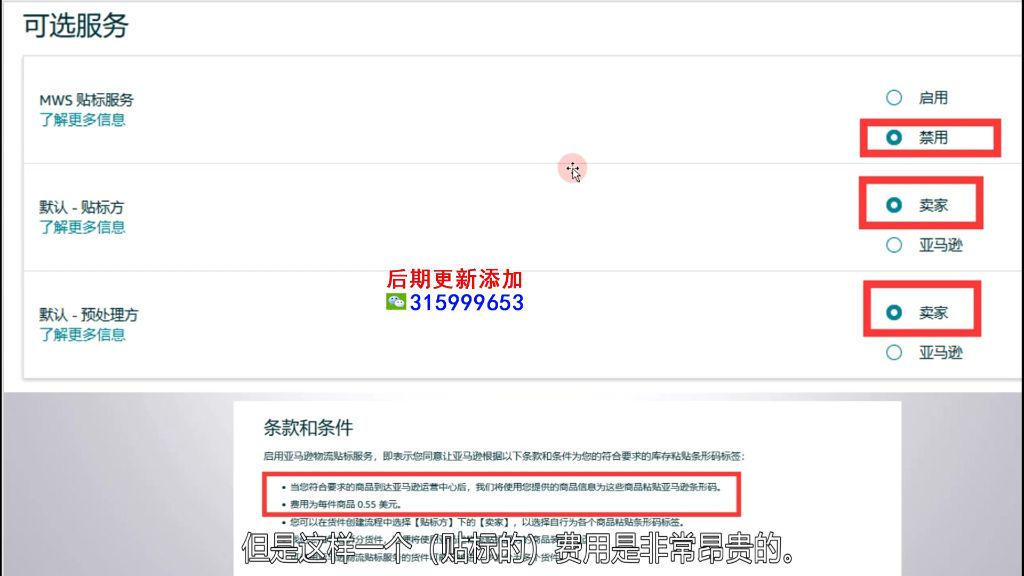 可选服务
MWS 贴标服务
了解更多信息
启用
禁用
默认 - 贴标方
了解更多信息
卖家
亚马逊
后期更新添加
315999653
默认 - 预处理方
了解更多信息
卖家
亚马逊
条款和条件
启用亚马逊物流贴标服务，即表示您同意让亚马逊根据以下条款和条件为您的符合要求的库存粘贴条形码标签：
• 当您符合要求的商品到达亚马逊运营中心后，我们将使用您提供的商品信息为这些商品粘贴亚马逊条形码。
• 费用为每件商品 0.55 美元。
• 您可以在货件创建流程中选择【贴标方】下的【卖家】，以选择自行为各个商品粘贴条形码标签。
但是这样一个（贴标的）费用是非常昂贵的。